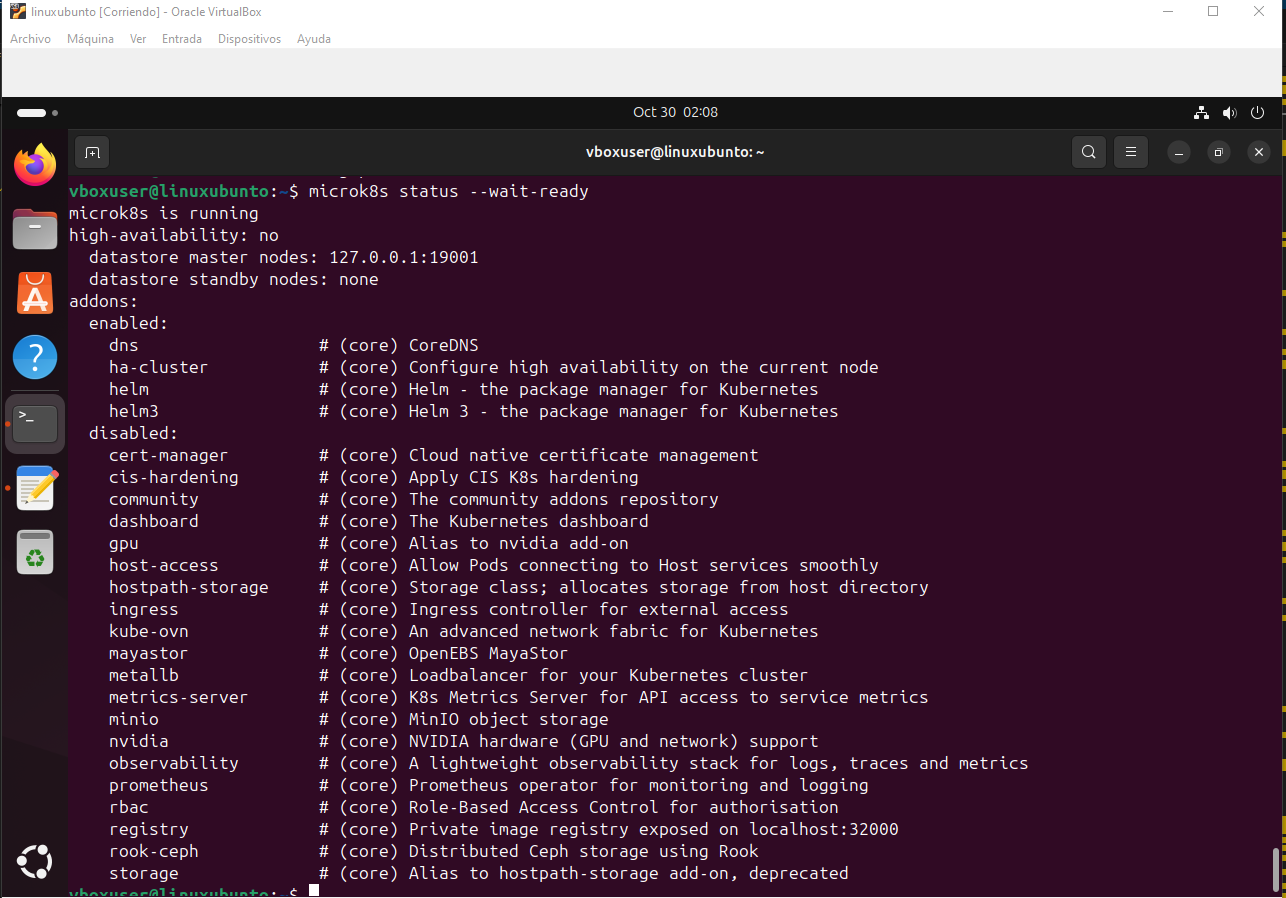 linuxubunto [Corriendo] - Oracle VirtualBox
Archivo Máquina Ver Entrada Dispositivos Ayuda
Oct 30 02:08
vboxuser@linuxubunto: ~
vboxuser@linuxubunto:~$ microk8s status --wait-ready
microk8s is running
high-availability: no
  datastore master nodes: 127.0.0.1:19001
  datastore standby nodes: none
addons:
  enabled:
    dns                  # (core) CoreDNS
    ha-cluster           # (core) Configure high availability on the current node
    helm                 # (core) Helm - the package manager for Kubernetes
    helm3                # (core) Helm 3 - the package manager for Kubernetes
  disabled:
    cert-manager         # (core) Cloud native certificate management
    cis-hardening        # (core) Apply CIS K8s hardening
    community            # (core) The community addons repository
    dashboard            # (core) The Kubernetes dashboard
    gpu                  # (core) Alias to nvidia add-on
    host-access          # (core) Allow Pods connecting to Host services smoothly
    hostpath-storage     # (core) Storage class; allocates storage from host directory
    ingress              # (core) Ingress controller for external access
    kube-ovn             # (core) An advanced network fabric for Kubernetes
    mayastor             # (core) OpenEBS MayaStor
    metallb              # (core) Loadbalancer for your Kubernetes cluster
    metrics-server       # (core) K8s Metrics Server for API access to service metrics
    minio                # (core) MinIO object storage
    nvidia               # (core) NVIDIA hardware (GPU and network) support
    observability        # (core) A lightweight observability stack for logs, traces and metrics
    prometheus           # (core) Prometheus operator for monitoring and logging
    rbac                 # (core) Role-Based Access Control for authorisation
    registry             # (core) Private image registry exposed on localhost:32000
    rook-ceph            # (core) Distributed Ceph storage using Rook
    storage              # (core) Alias to hostpath-storage add-on, deprecated
vboxuser@linuxubunto:~$